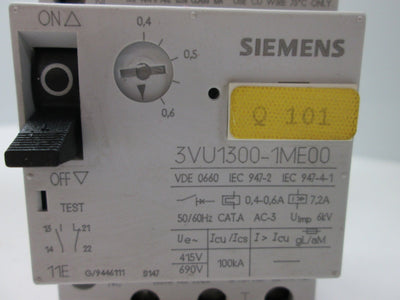 ON △
0,4
0,5
0,6
SIEMENS
Q 101
3VU1300-1ME00
VDE 0660 IEC 947-2 IEC 947-4-1
0,4-0,6A I> 7,2A
50/60Hz CAT.A AC-3 Uimp 6kV
OFF ▽
TEST
13 21
14 22
Ue~ Icu/Ics I > Icu gL/aM
415V
690V 100kA —
11E G/9446111 S147